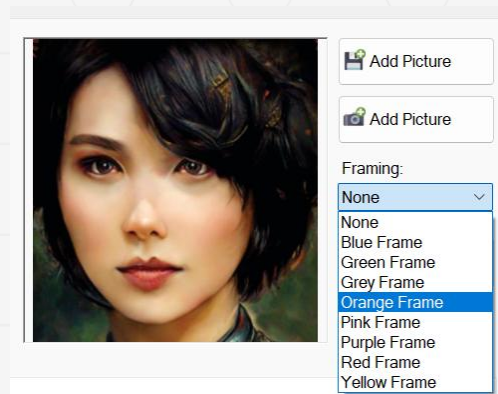 Add Picture
Add Picture
Framing:
None
None
Blue Frame
Green Frame
Grey Frame
Orange Frame
Pink Frame
Purple Frame
Red Frame
Yellow Frame